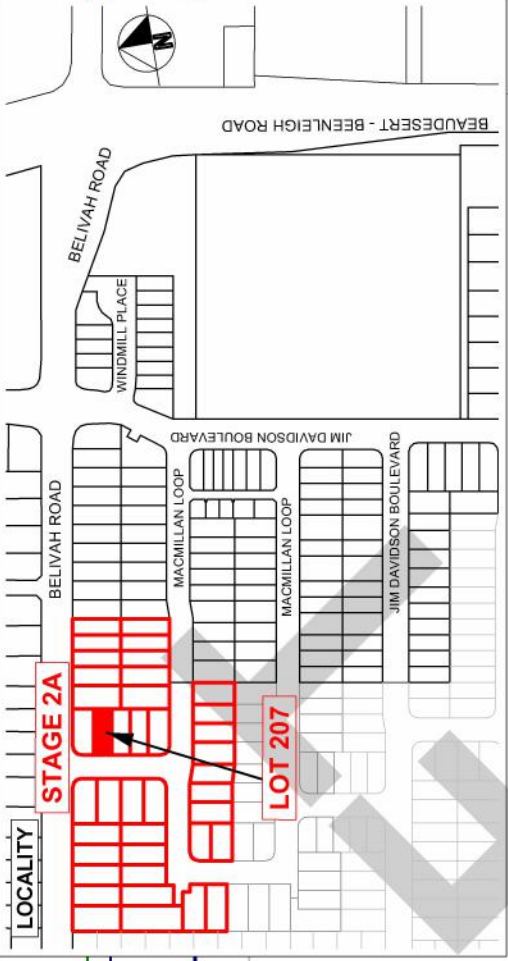 N
BEAUDESERT - BEENLEIGH ROAD
BELIVAH ROAD
WINDMILL PLACE
JIM DAVIDSON BOULEVARD
BELIVAH ROAD
MACMILLAN LOOP
MACMILLAN LOOP
JIM DAVIDSON BOULEVARD
STAGE 2A
LOT 207
LOCALITY